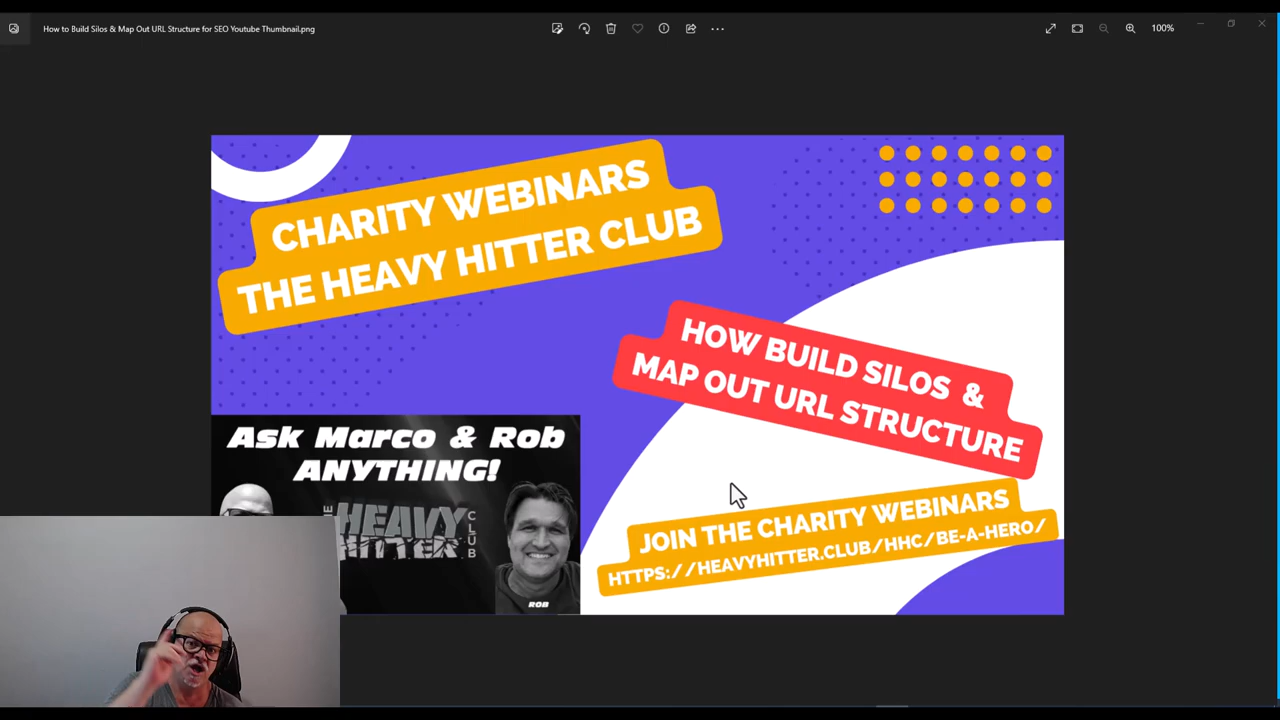 How to Build Silos & Map Out URL Structure for SEO Youtube Thumbnail.png
100%
CHARITY WEBINARS
THE HEAVY HITTER CLUB
HOW BUILD SILOS &
MAP OUT URL STRUCTURE
Ask Marco & Rob
ANYTHING!
THE
HEAVY
HITTER
CLUB
ROB
JOIN THE CHARITY WEBINARS
HTTPS://HEAVYHITTER.CLUB/HHC/BE-A-HERO/